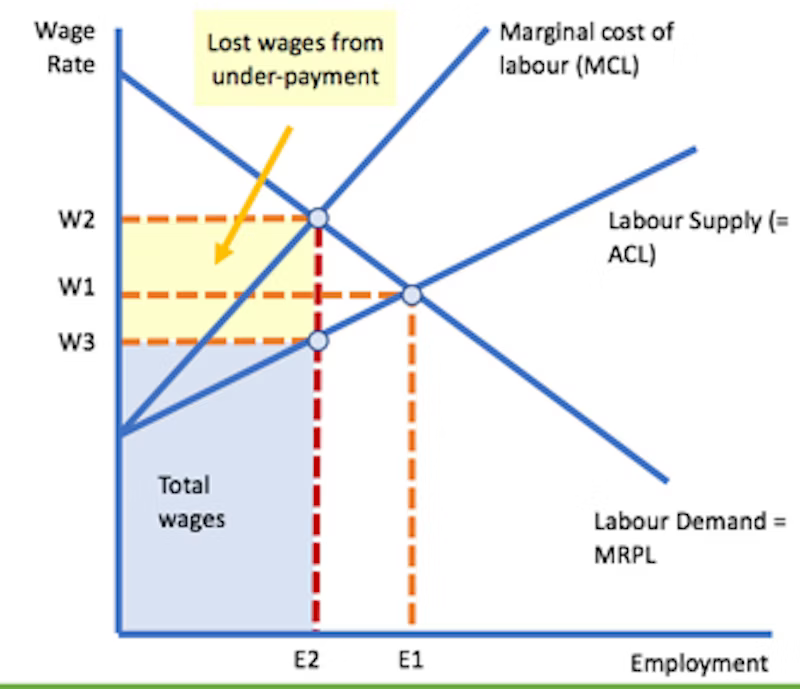 Wage
Rate
Lost wages from
under-payment
Marginal cost of
labour (MCL)
W2
Labour Supply (=
ACL)
W1
W3
Total
wages
Labour Demand =
MRPL
E2
E1
Employment